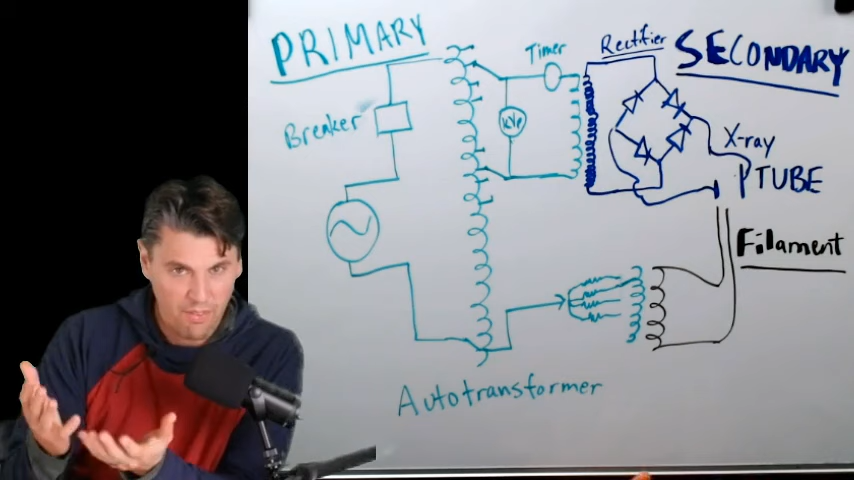 PRIMARY
Timer
Rectifier
SECONDARY
Breaker
kVp
X-ray
TUBE
Filament
Autotransformer